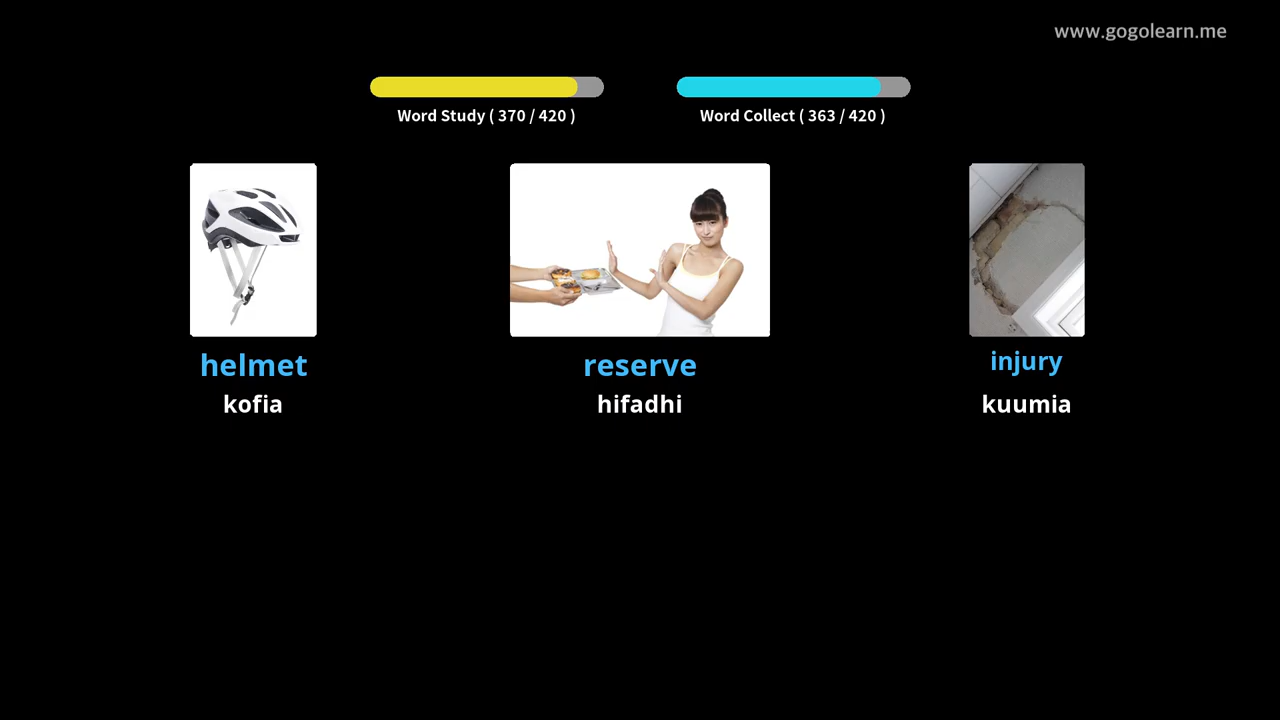 www.gogolearn.me
Word Study ( 370 / 420 )
Word Collect ( 363 / 420 )
helmet
kofia
reserve
hifadhi
injury
kuumia